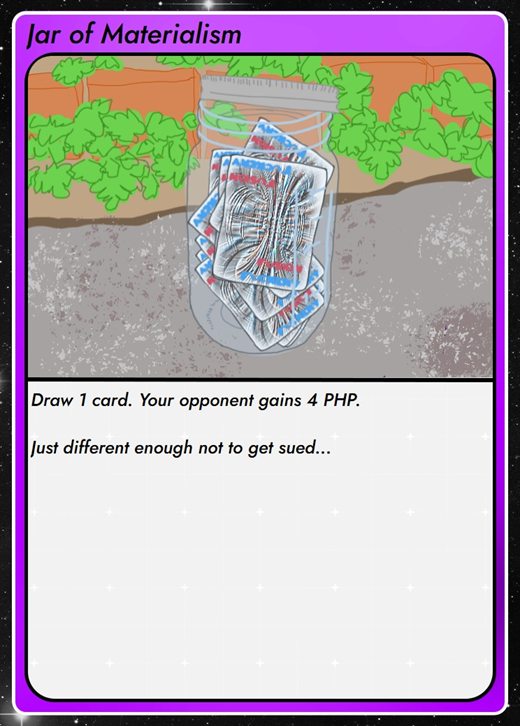 Jar of Materialism
Draw 1 card. Your opponent gains 4 PHP.
Just different enough not to get sued...